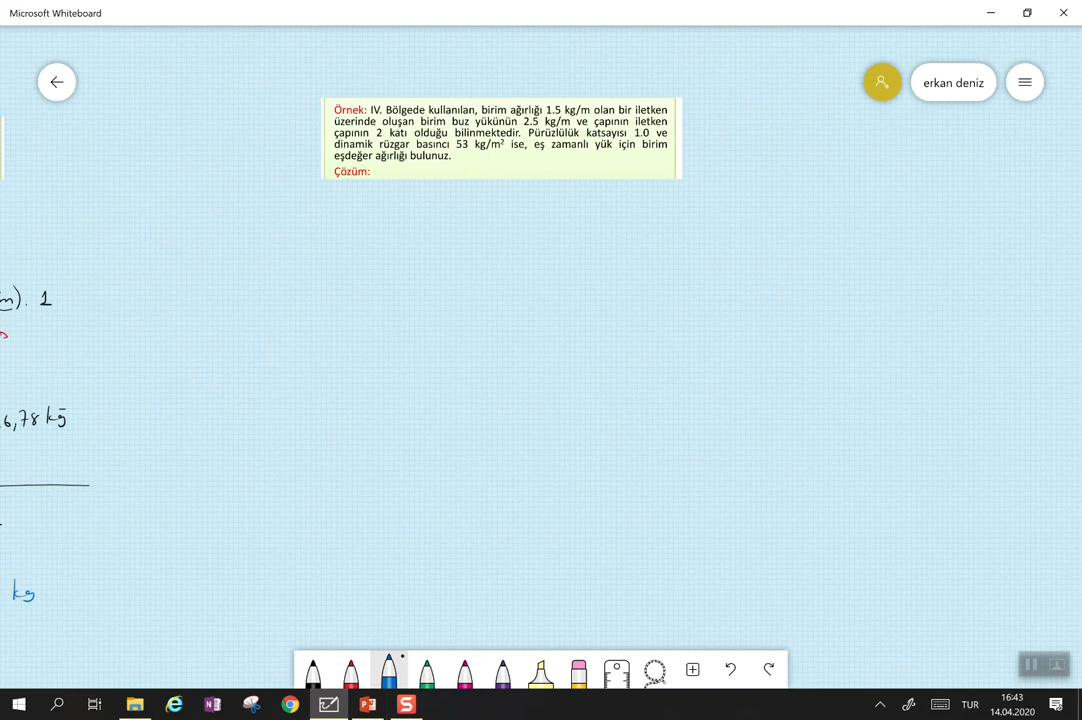 Microsoft Whiteboard
erkan deniz
Örnek: IV. Bölgede kullanılan, birim ağırlığı 1.5 kg/m olan bir iletken
üzerinde oluşan birim buz yükünün 2.5 kg/m ve çapının iletken
çapının 2 katı olduğu bilinmektedir. Pürüzlülük katsayısı 1.0 ve
dinamik rüzgar basıncı 53 kg/m² ise, eş zamanlı yük için birim
eşdeğer ağırlığı bulunuz.
Çözüm:
m). 1
6,78 kg
kg
TUR
16:43
14.04.2020